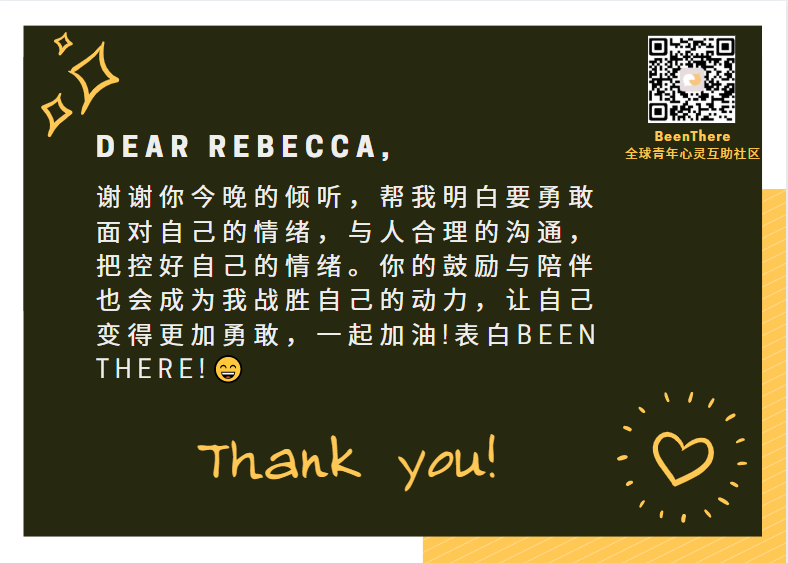 BeenThere
全球青年心灵互助社区
DEAR REBECCA,
谢谢你今晚的倾听，帮我明白要勇敢
面对自己的情绪，与人合理的沟通，
把控好自己的情绪。你的鼓励与陪伴
也会成为我战胜自己的动力，让自己
变得更加勇敢，一起加油!表白BEEN
THERE!😄
Thank you!